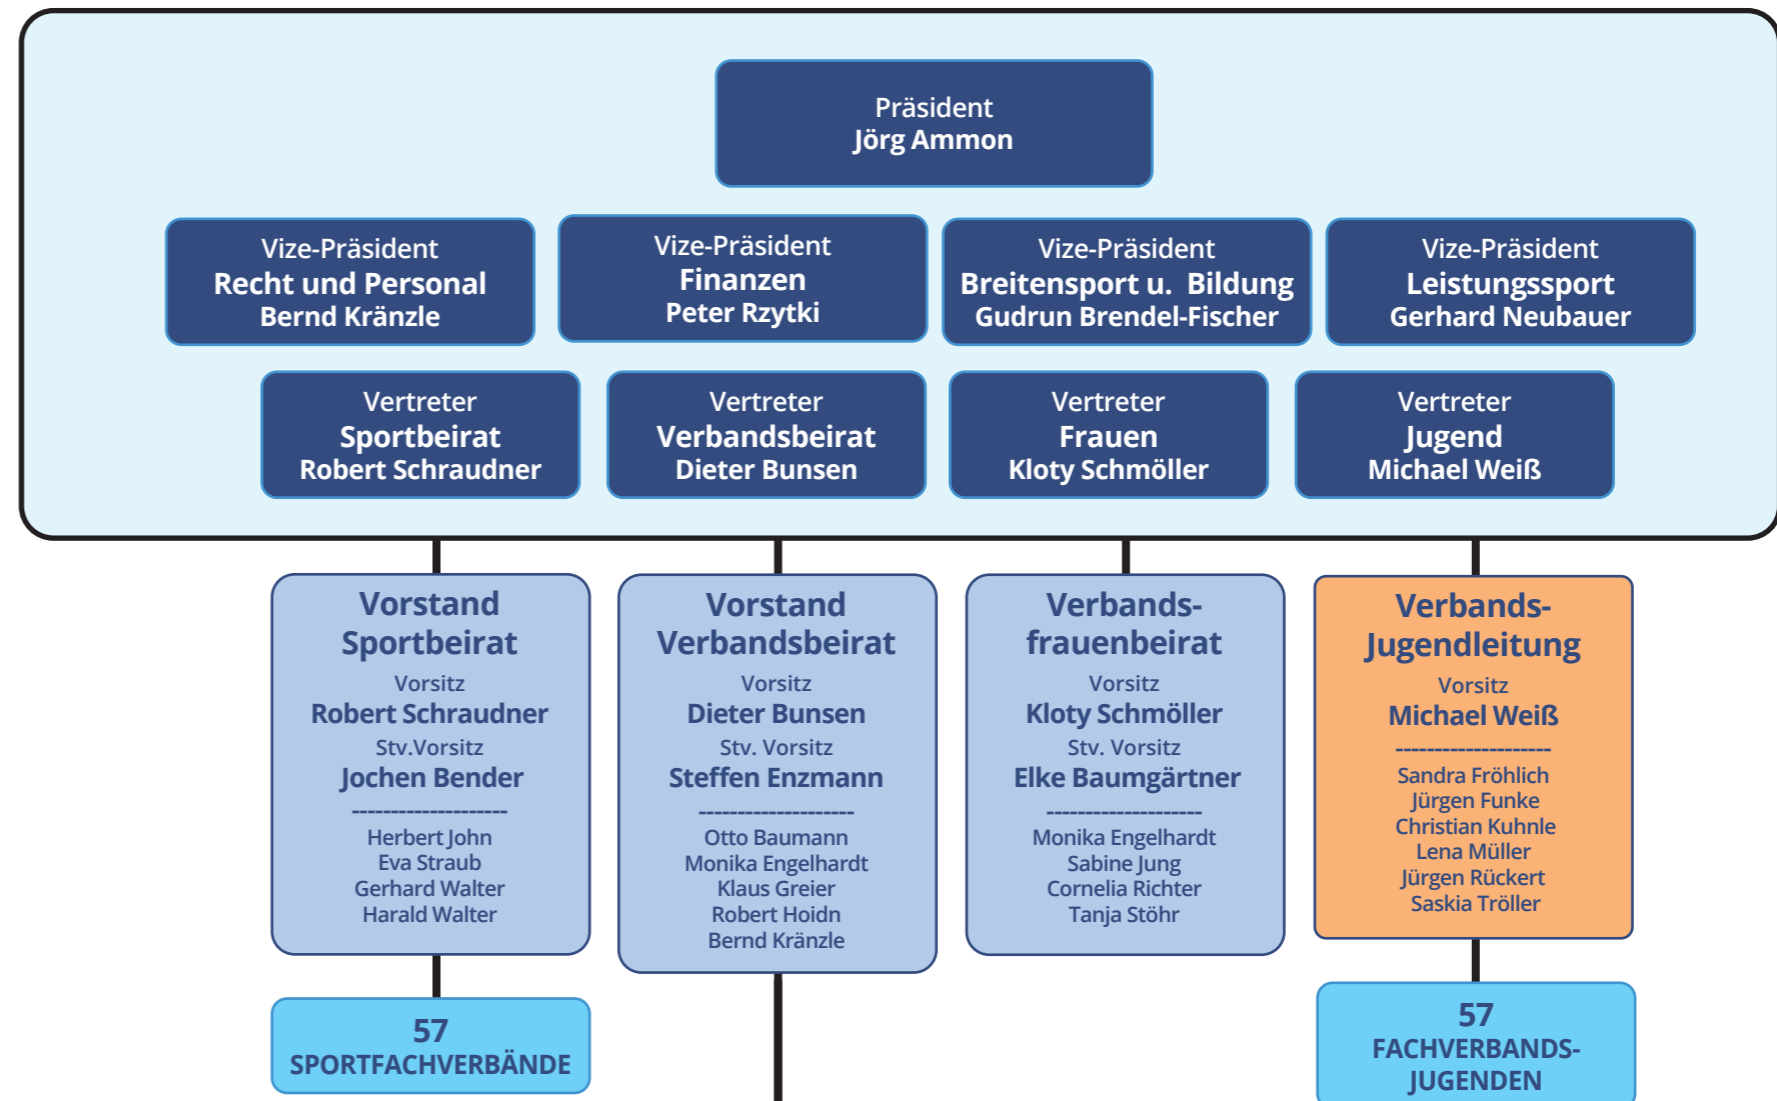 Präsident
Jörg Ammon
Vize-Präsident
Recht und Personal
Bernd Kränzle
Vize-Präsident
Finanzen
Peter Rzytki
Vize-Präsident
Breitensport u. Bildung
Gudrun Brendel-Fischer
Vize-Präsident
Leistungssport
Gerhard Neubauer
Vertreter
Sportbeirat
Robert Schraudner
Vertreter
Verbandsbeirat
Dieter Bunsen
Vertreter
Frauen
Kloty Schmöller
Vertreter
Jugend
Michael Weiß
Vorstand
Sportbeirat
Vorsitz
Robert Schraudner
Stv.Vorsitz
Jochen Bender
--------------------
Herbert John
Eva Straub
Gerhard Walter
Harald Walter
Vorstand
Verbandsbeirat
Vorsitz
Dieter Bunsen
Stv. Vorsitz
Steffen Enzmann
--------------------
Otto Baumann
Monika Engelhardt
Klaus Greier
Robert Hoidn
Bernd Kränzle
Verbands-
frauenbeirat
Vorsitz
Kloty Schmöller
Stv. Vorsitz
Elke Baumgärtner
--------------------
Monika Engelhardt
Sabine Jung
Cornelia Richter
Tanja Stöhr
Verbands-
Jugendleitung
Vorsitz
Michael Weiß
--------------------
Sandra Fröhlich
Jürgen Funke
Christian Kuhnle
Lena Müller
Jürgen Rückert
Saskia Tröller
57
SPORTFACHVERBÄNDE
57
FACHVERBANDS-
JUGENDEN